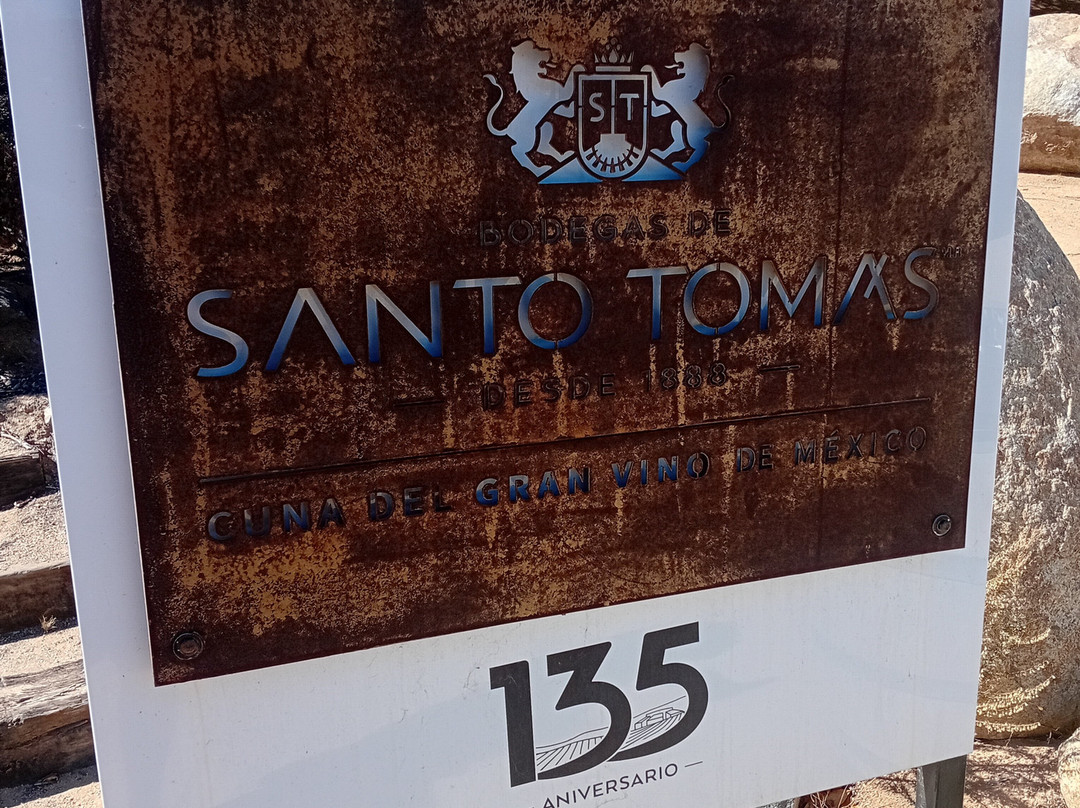 ST
BODEGAS DE
SANTO TOMÁS
DESDE 1888
CUNA DEL GRAN VINO DE MÉXICO
135
ANIVERSARIO